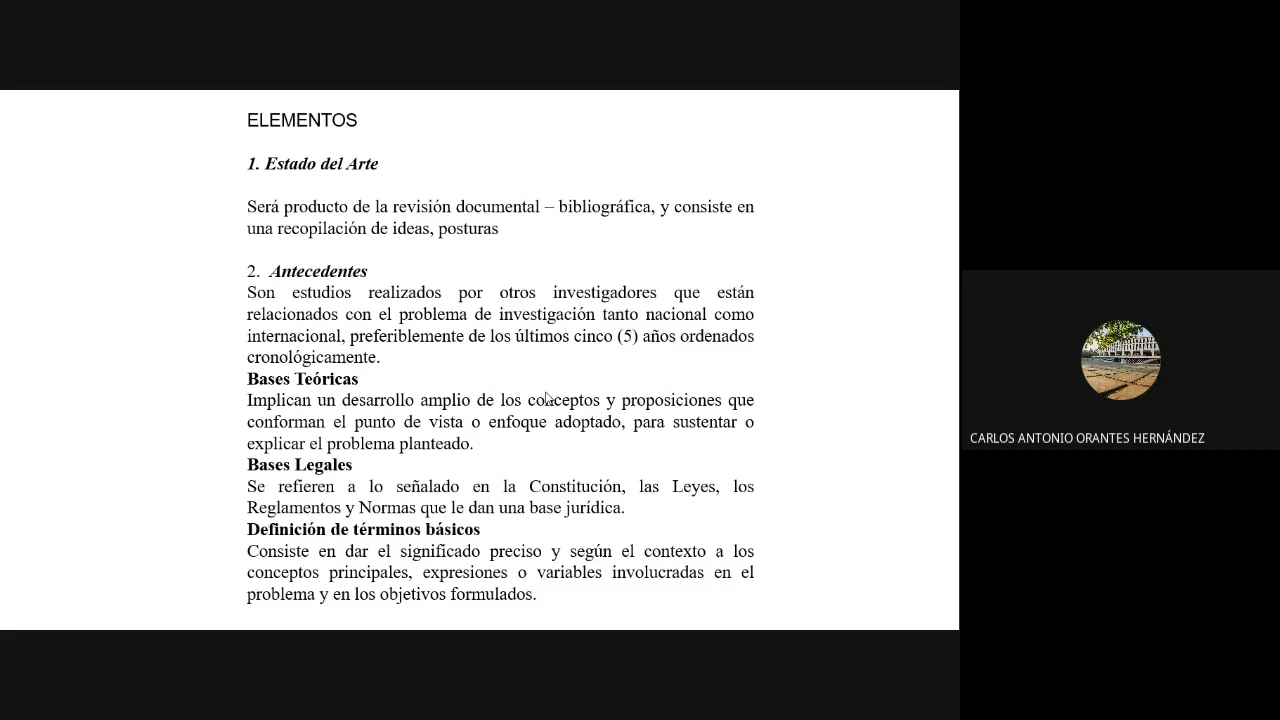 ELEMENTOS
1. Estado del Arte
Será producto de la revisión documental – bibliográfica, y consiste en
una recopilación de ideas, posturas
2. Antecedentes
Son estudios realizados por otros investigadores que están
relacionados con el problema de investigación tanto nacional como
internacional, preferiblemente de los últimos cinco (5) años ordenados
cronológicamente.
Bases Teóricas
Implican un desarrollo amplio de los conceptos y proposiciones que
conforman el punto de vista o enfoque adoptado, para sustentar o
explicar el problema planteado.
Bases Legales
Se refieren a lo señalado en la Constitución, las Leyes, los
Reglamentos y Normas que le dan una base jurídica.
Definición de términos básicos
Consiste en dar el significado preciso y según el contexto a los
conceptos principales, expresiones o variables involucradas en el
problema y en los objetivos formulados.
CARLOS ANTONIO ORANTES HERNÁNDEZ